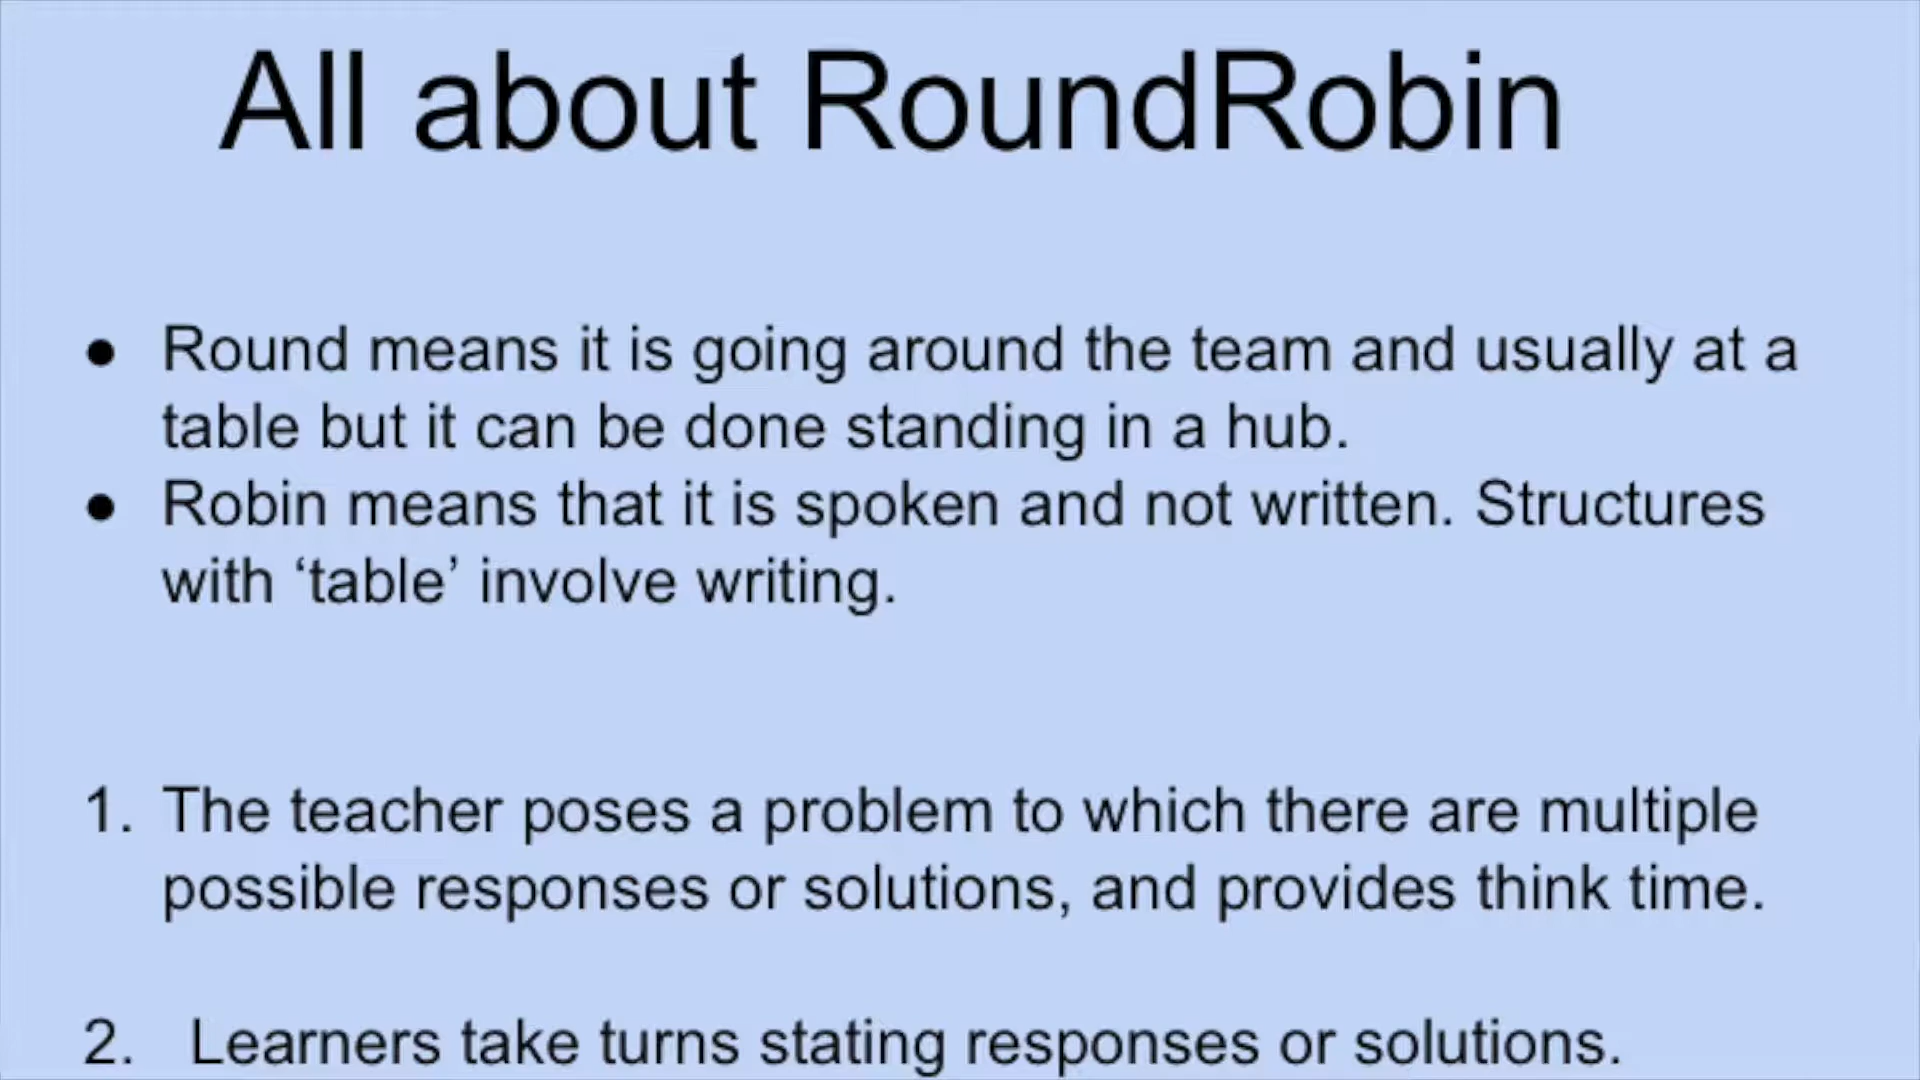 All about RoundRobin
● Round means it is going around the team and usually at a
table but it can be done standing in a hub.
● Robin means that it is spoken and not written. Structures
with ‘table’ involve writing.
1. The teacher poses a problem to which there are multiple
possible responses or solutions, and provides think time.
2. Learners take turns stating responses or solutions.